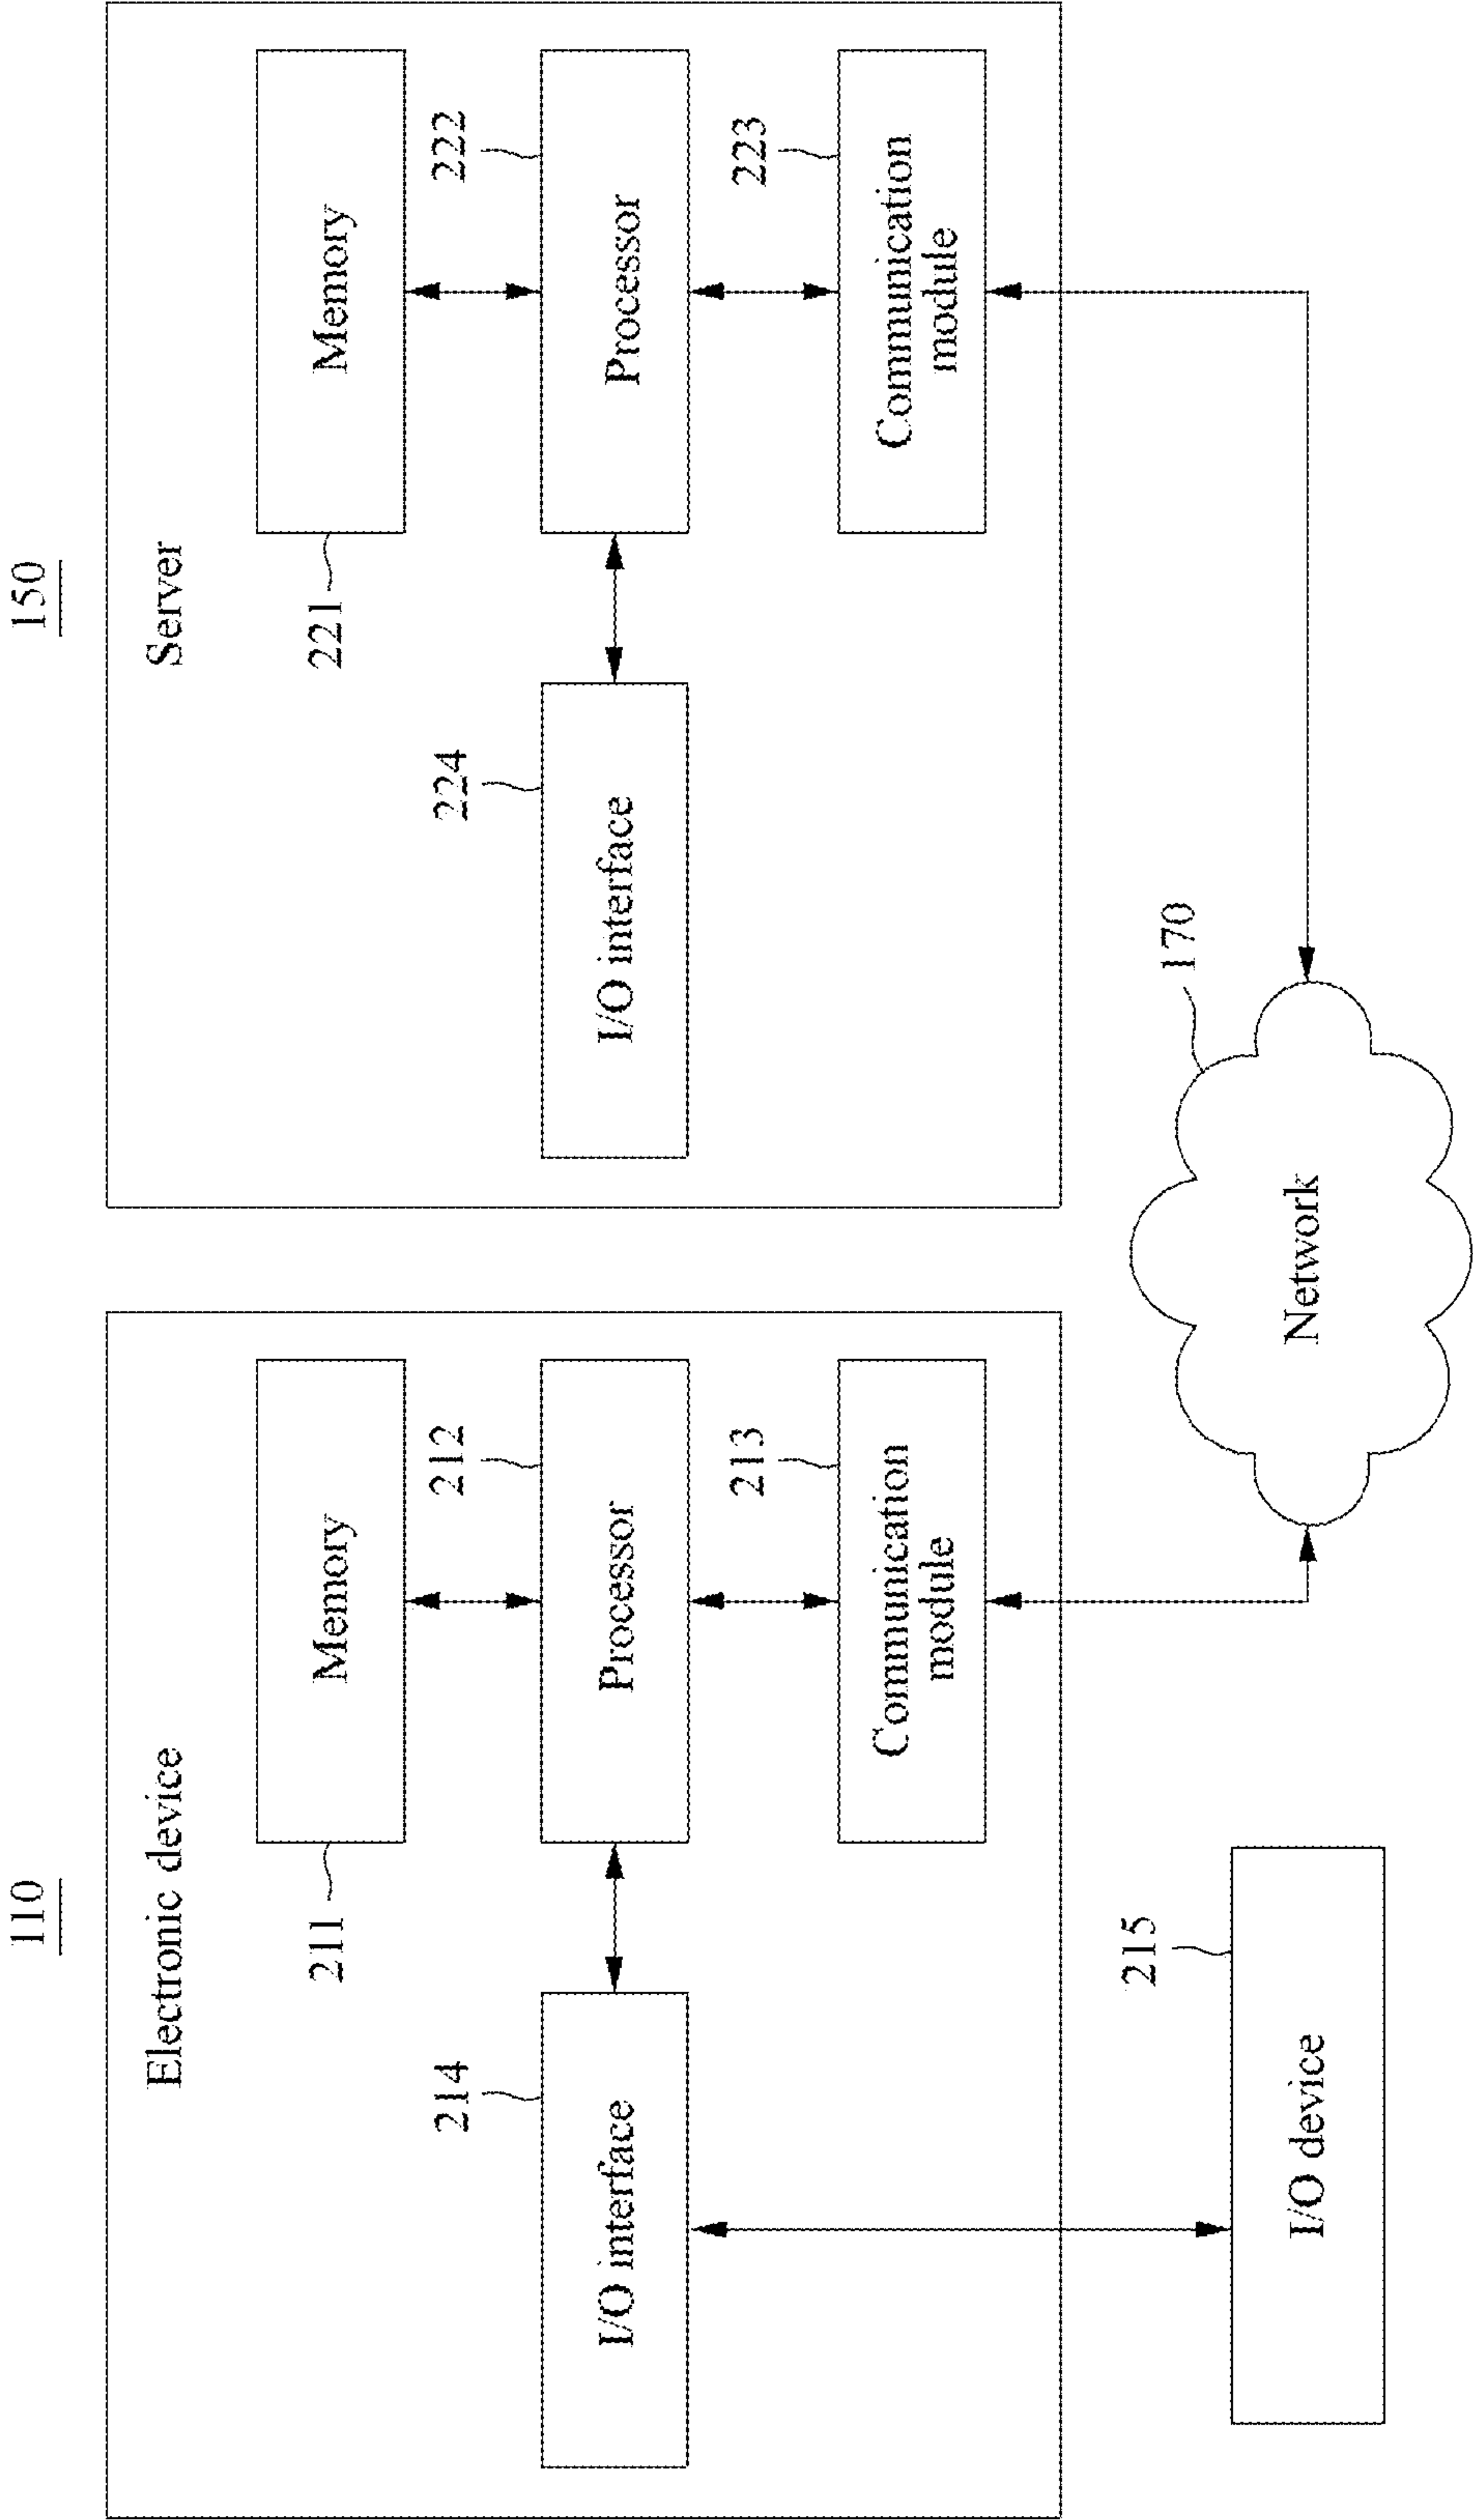 110
Electronic device
Memory
211
212
Processor
213
Communication
module
214
I/O interface
215
I/O device
150
Server
Memory
221
222
Processor
223
Communication
module
224
I/O interface
170
Network